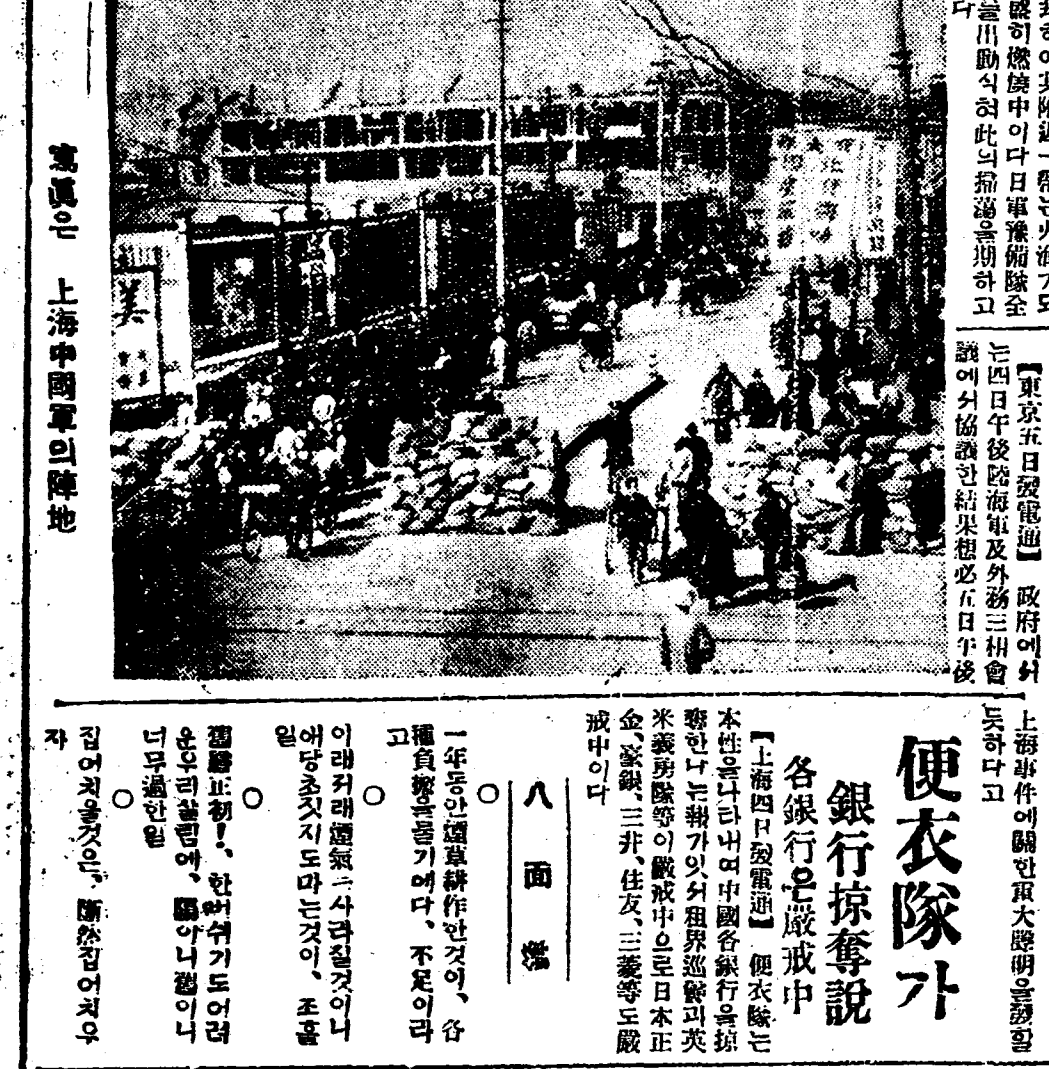 盛히燃燒中이다日軍豫備隊全
를出動식혀此의掃蕩을期하고
다
【東京五日發電通】 政府에서
는四日午後陸海軍及外務三相會
議에서協議한結果想必五日午後
上海事件에關한重大聲明을發할
듯하다고
寫眞은 上海中國軍의陣地
便衣隊가
銀行掠奪說
各銀行은嚴戒中
【上海四日發電通】 便衣隊는
本性을나타내여中國各銀行을掠
奪한다는報가잇서租界巡警과英
米義勇隊等이嚴戒中으로日本正
金、臺銀、三井、住友、三菱等도嚴
戒中이다
八面
一年동안 草耕作한것이、各
種負擔을물기에다、不足이라
고
이래저래 氣 사라질것이니
애당초짓지도마는것이、조흘
일
舊曆正初!、한번쉬기도어려
운우리살림에、 아니 이니
너무過한일
집어치울것은、斷然집어치우
자